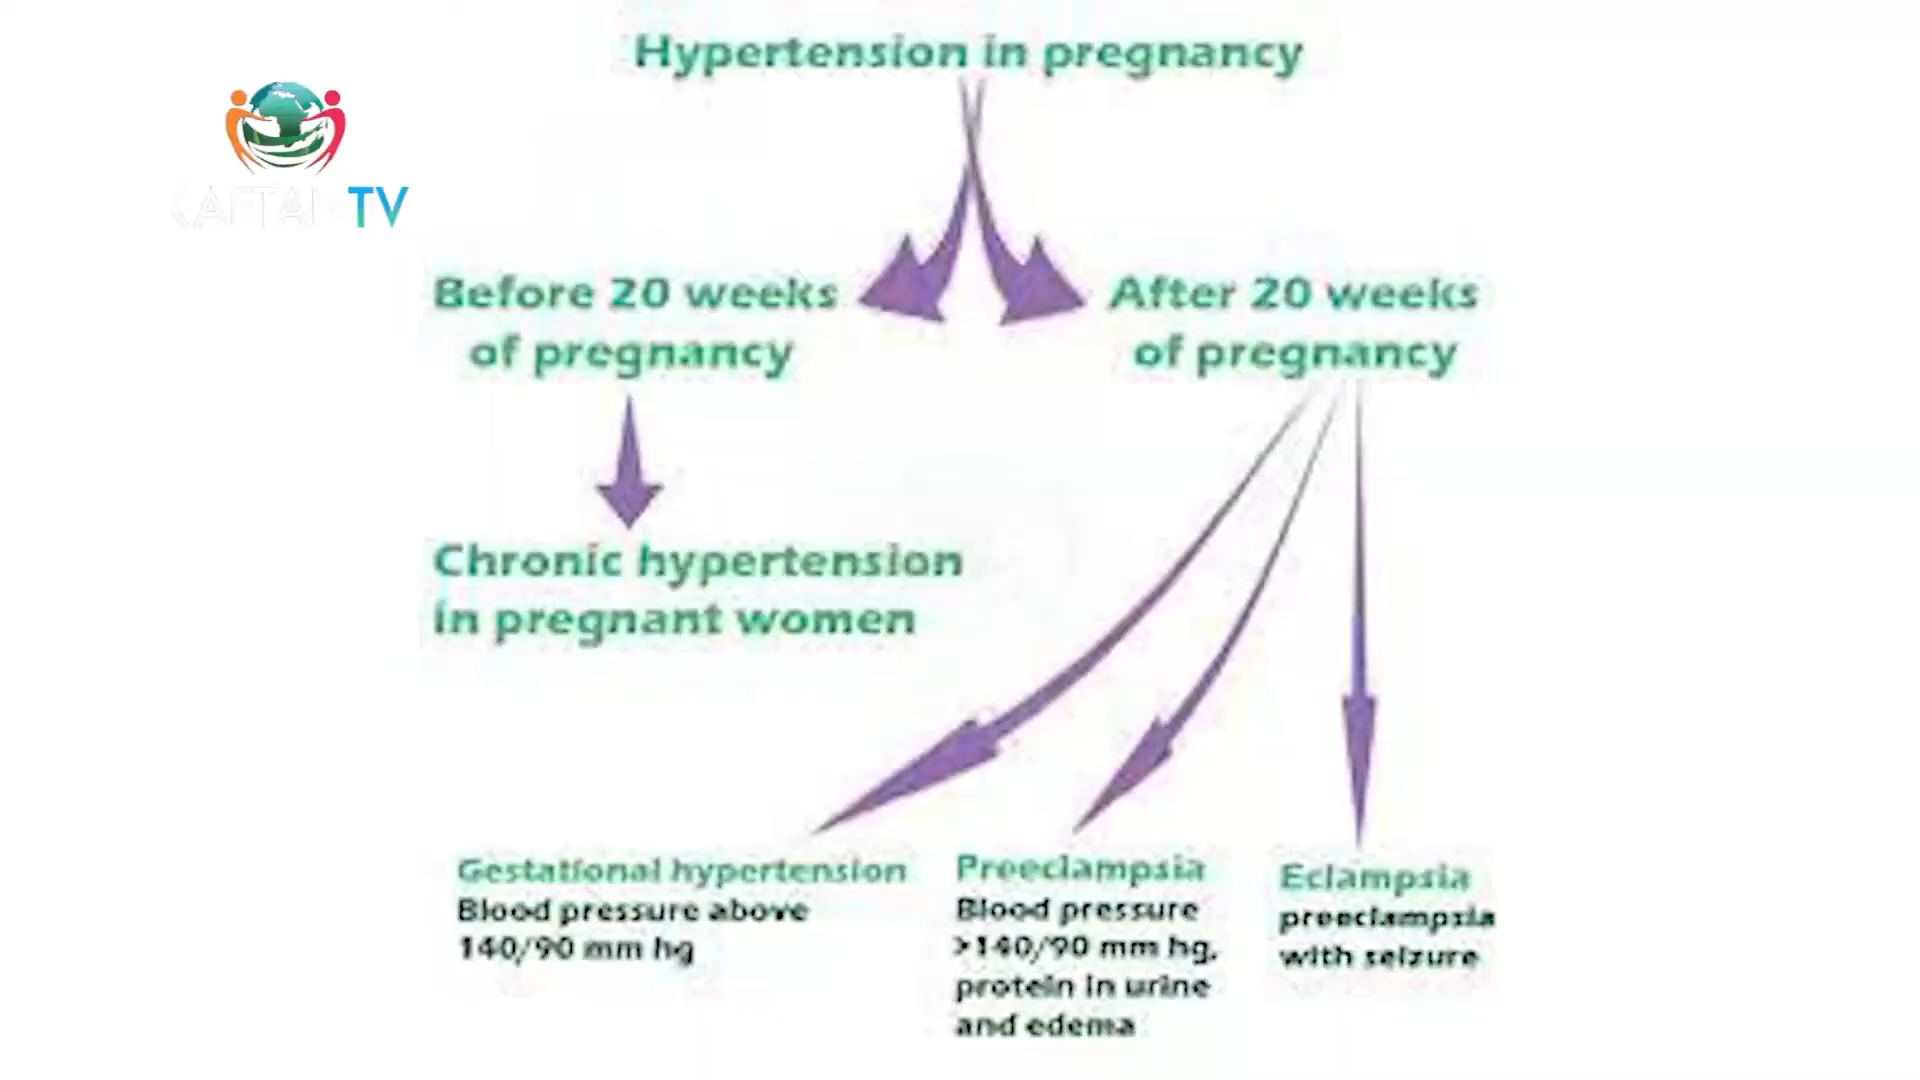 Hypertension in pregnancy
KAFTAN TV
Before 20 weeks
of pregnancy
After 20 weeks
of pregnancy
Chronic hypertension
in pregnant women
Gestational hypertension
Blood pressure above
140/90 mm hg
Preeclampsia
Blood pressure
>140/90 mm hg,
protein in urine
and edema
Eclampsia
preeclampsia
with seizure